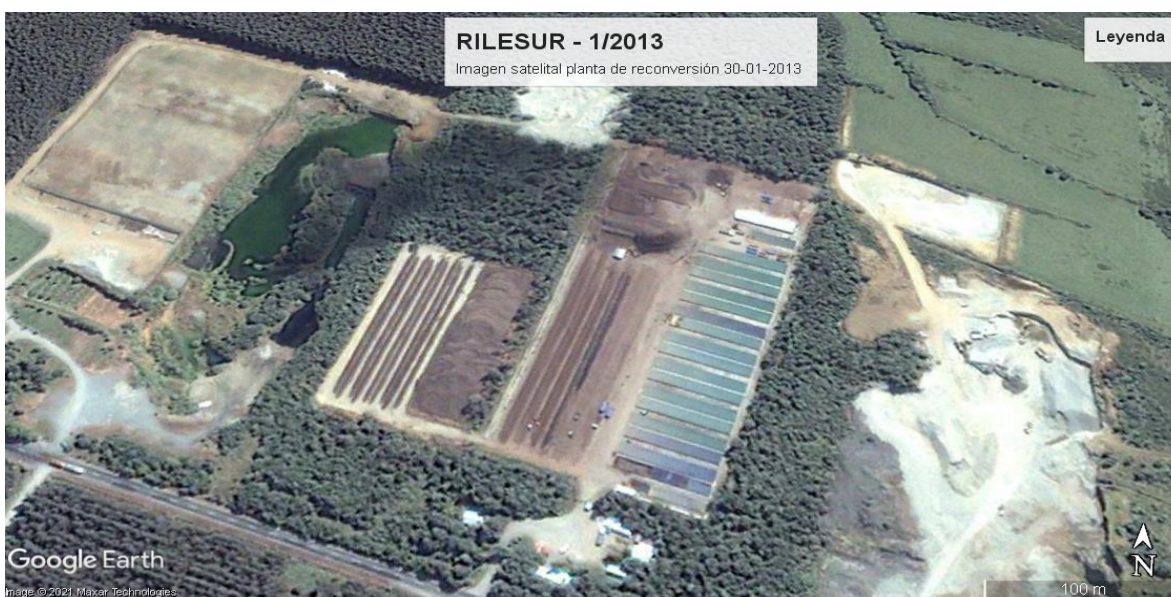 RILESUR - 1/2013
Imagen satelital planta de reconversión 30-01-2013
Leyenda
N
100 m
Google Earth
Image © 2021 Maxar Technologies